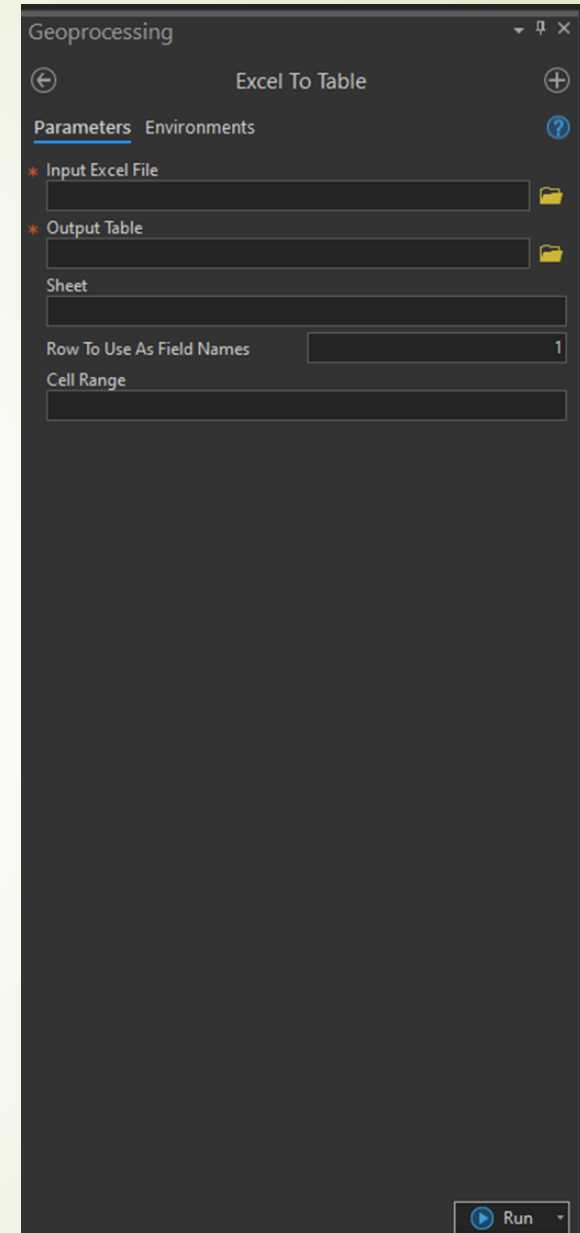 Geoprocessing
Excel To Table
Parameters Environments
* Input Excel File
* Output Table
Sheet
Row To Use As Field Names 1
Cell Range
Run